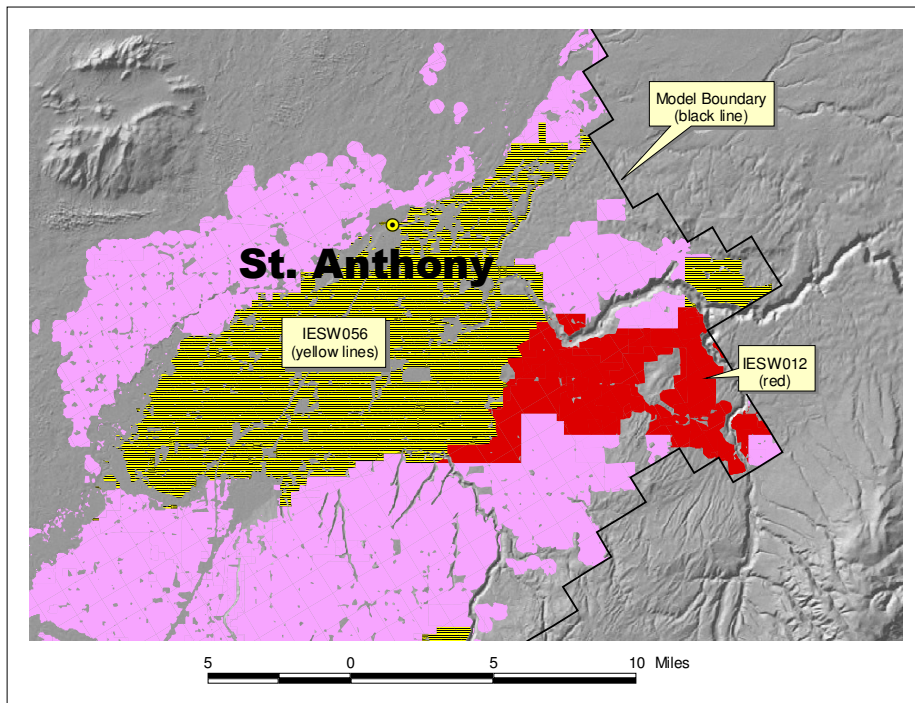 Model Boundary
(black line)
St. Anthony
IESW056
(yellow lines)
IESW012
(red)
5 0 5 10 Miles